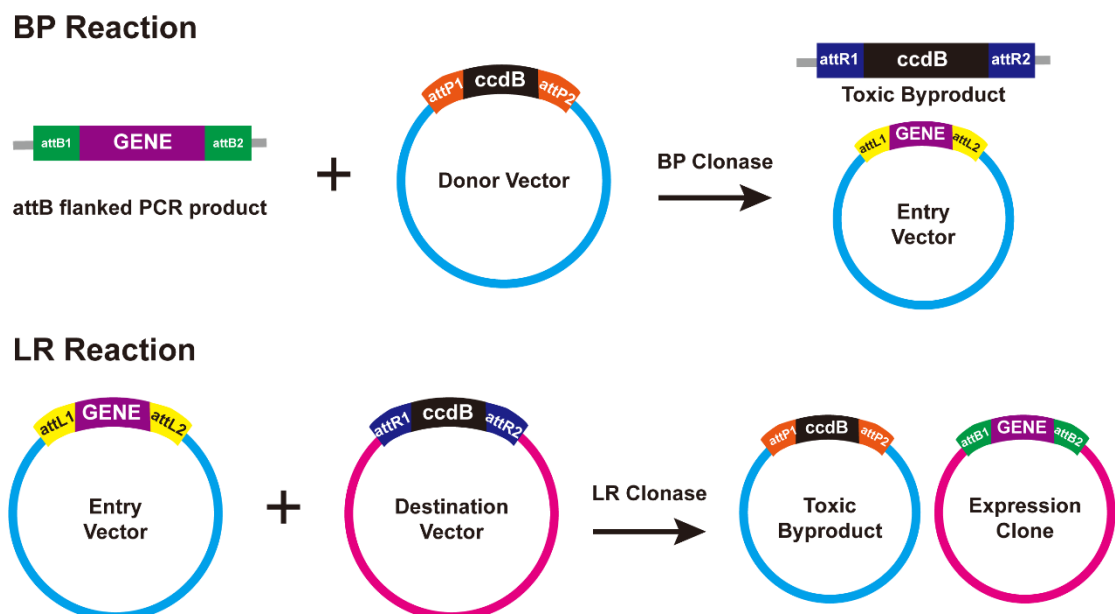 BP Reaction
attB1 GENE attB2
attB flanked PCR product
+
attP1 ccdB attP2
Donor Vector
BP Clonase
attR1 ccdB attR2
Toxic Byproduct
attL1 GENE attL2
Entry
Vector
LR Reaction
attL1 GENE attL2
Entry
Vector
+
attR1 ccdB attR2
Destination
Vector
LR Clonase
attP1 ccdB attP2
Toxic
Byproduct
attB1 GENE attB2
Expression
Clone